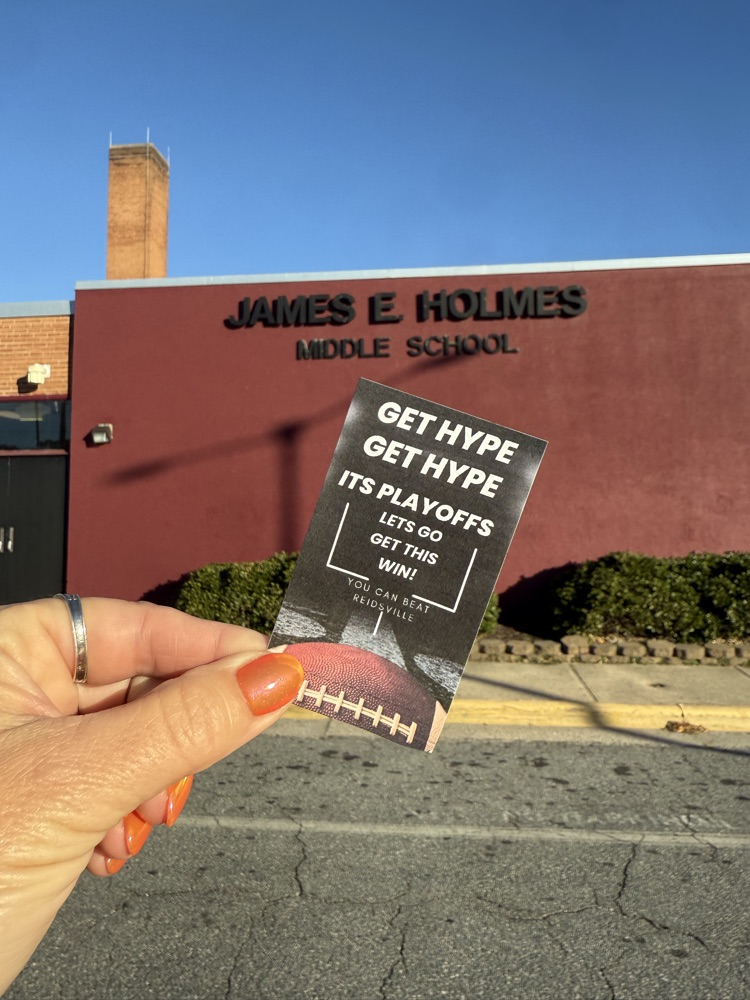 JAMES E. HOLMES
MIDDLE SCHOOL
GET HYPE
GET HYPE
ITS PLAYOFFS
LETS GO
GET THIS
WIN!
YOU CAN BEAT
REIDSVILLE